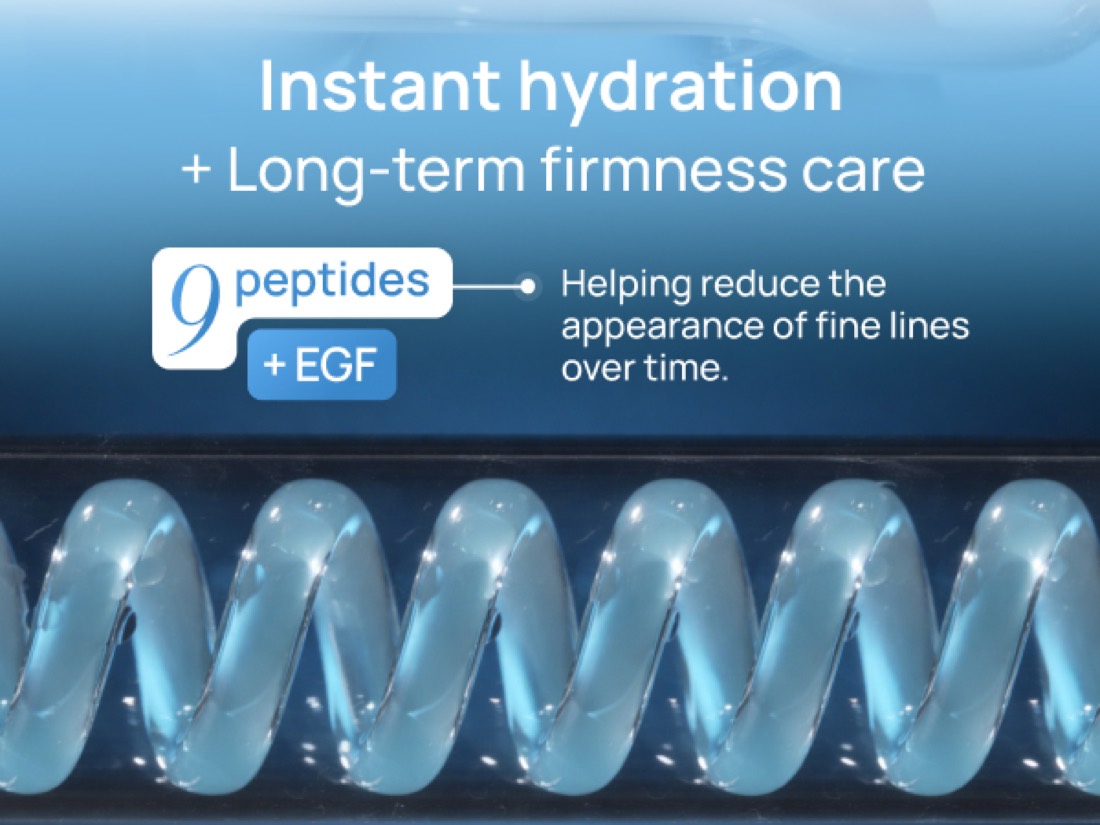 Instant hydration
+ Long-term firmness care
9 peptides
+ EGF
Helping reduce the
appearance of fine lines
over time.